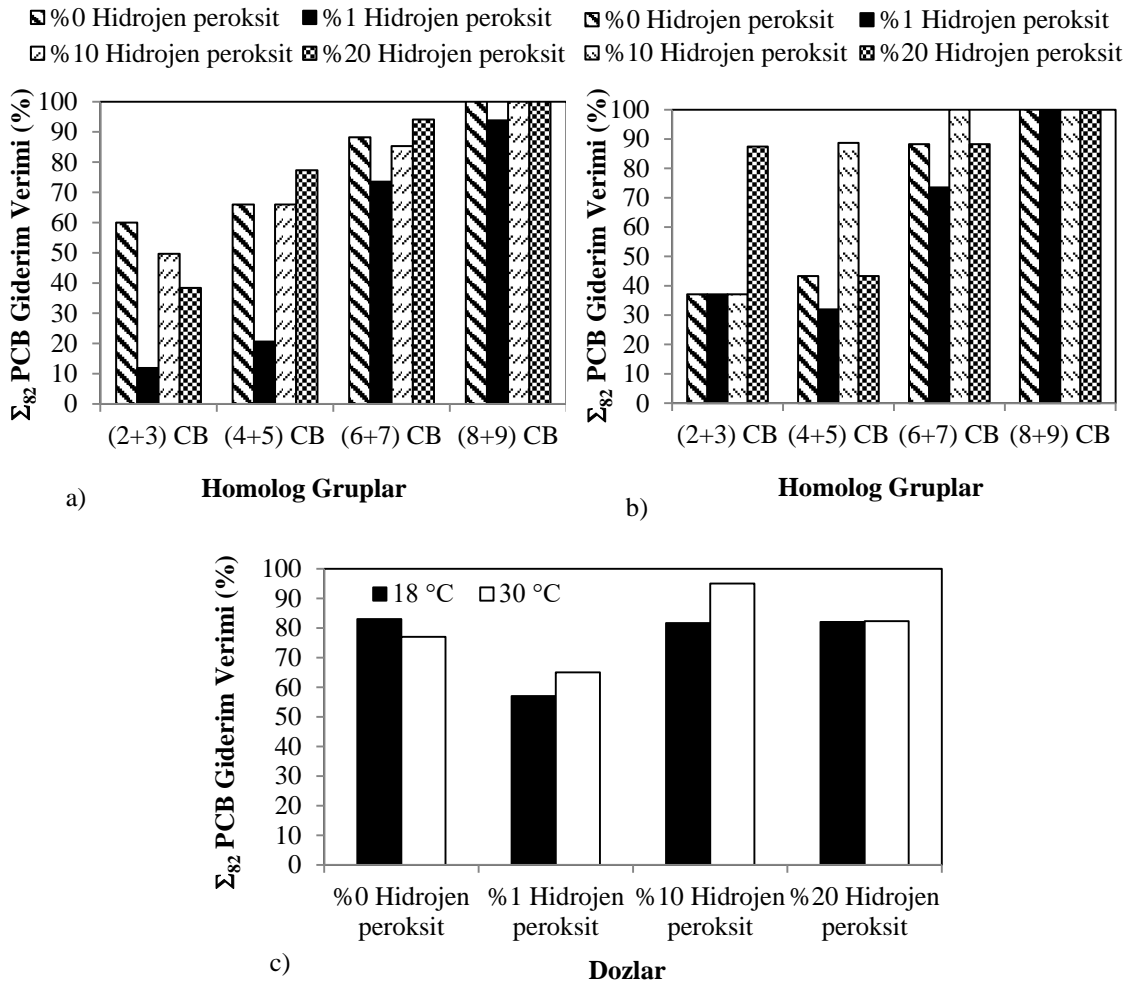 %0 Hidrojen peroksit %1 Hidrojen peroksit
%10 Hidrojen peroksit %20 Hidrojen peroksit
Σ82 PCB Giderim Verimi (%)
100
90
80
70
60
50
40
30
20
10
0
(2+3) CB (4+5) CB (6+7) CB (8+9) CB
Homolog Gruplar
a)
%0 Hidrojen peroksit %1 Hidrojen peroksit
%10 Hidrojen peroksit %20 Hidrojen peroksit
Σ82 PCB Giderim Verimi (%)
100
90
80
70
60
50
40
30
20
10
0
(2+3) CB (4+5) CB (6+7) CB (8+9) CB
Homolog Gruplar
b)
Σ82 PCB Giderim Verimi (%)
100
90
80
70
60
50
40
30
20
10
0
18 °C 30 °C
%0 Hidrojen %1 Hidrojen %10 Hidrojen %20 Hidrojen
peroksit peroksit peroksit peroksit
c)
Dozlar